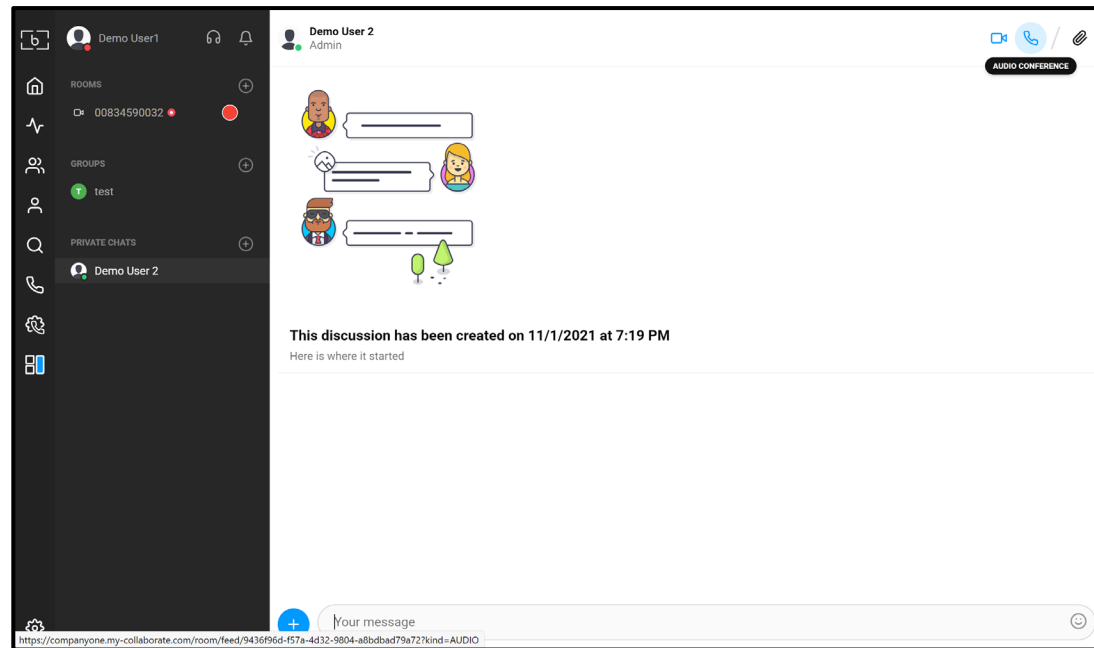 b
Demo User1
ROOMS
00834590032
GROUPS
T test
PRIVATE CHATS
Demo User 2
Demo User 2
Admin
AUDIO CONFERENCE
This discussion has been created on 11/1/2021 at 7:19 PM
Here is where it started
Your message
https://companyone.my-collaborate.com/room/feed/9436f96d-f57a-4d32-9804-a8bdbad79a72?kind=AUDIO